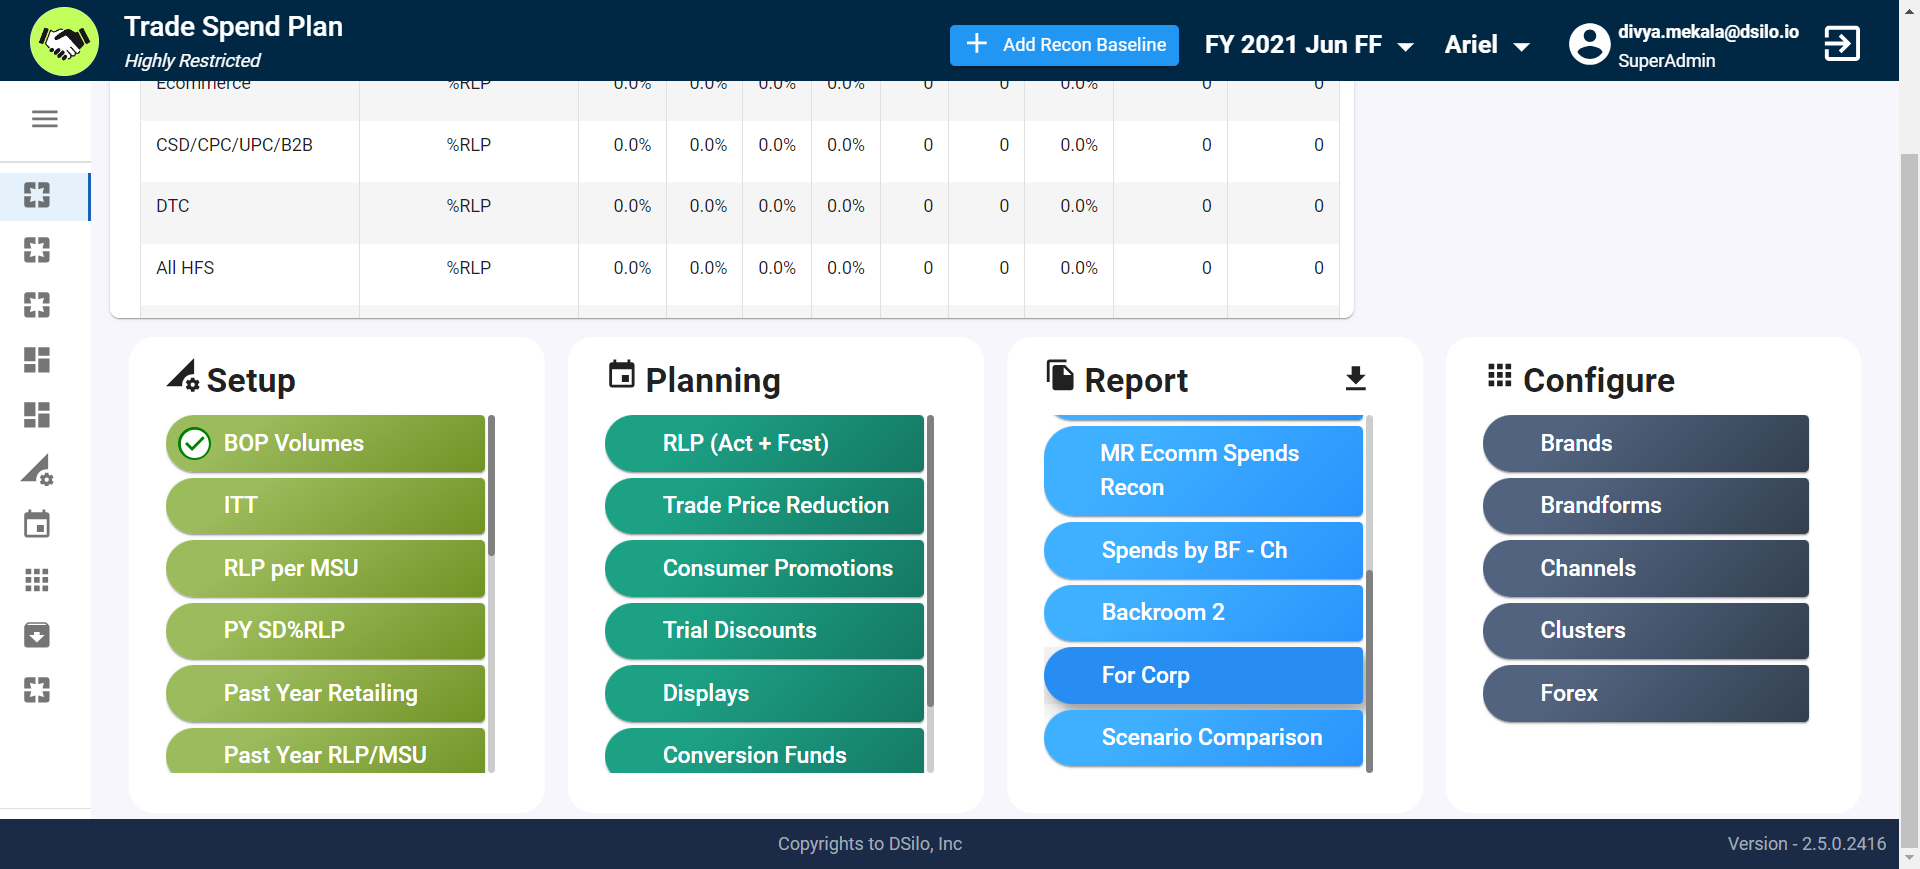 Trade Spend Plan
Highly Restricted
Add Recon Baseline
FY 2021 Jun FF
Ariel
divya.mekala@dsilo.io
SuperAdmin
Ecommerce %RLP 0.0% 0.0% 0.0% 0.0% 0 0 0.0% 0 0
CSD/CPC/UPC/B2B %RLP 0.0% 0.0% 0.0% 0.0% 0 0 0.0% 0 0
DTC %RLP 0.0% 0.0% 0.0% 0.0% 0 0 0.0% 0 0
All HFS %RLP 0.0% 0.0% 0.0% 0.0% 0 0 0.0% 0 0
Setup
BOP Volumes
ITT
RLP per MSU
PY SD%RLP
Past Year Retailing
Past Year RLP/MSU
Planning
RLP (Act + Fcst)
Trade Price Reduction
Consumer Promotions
Trial Discounts
Displays
Conversion Funds
Report
MR Ecomm Spends
Recon
Spends by BF - Ch
Backroom 2
For Corp
Scenario Comparison
Configure
Brands
Brandforms
Channels
Clusters
Forex
Copyrights to DSilo, Inc
Version - 2.5.0.2416